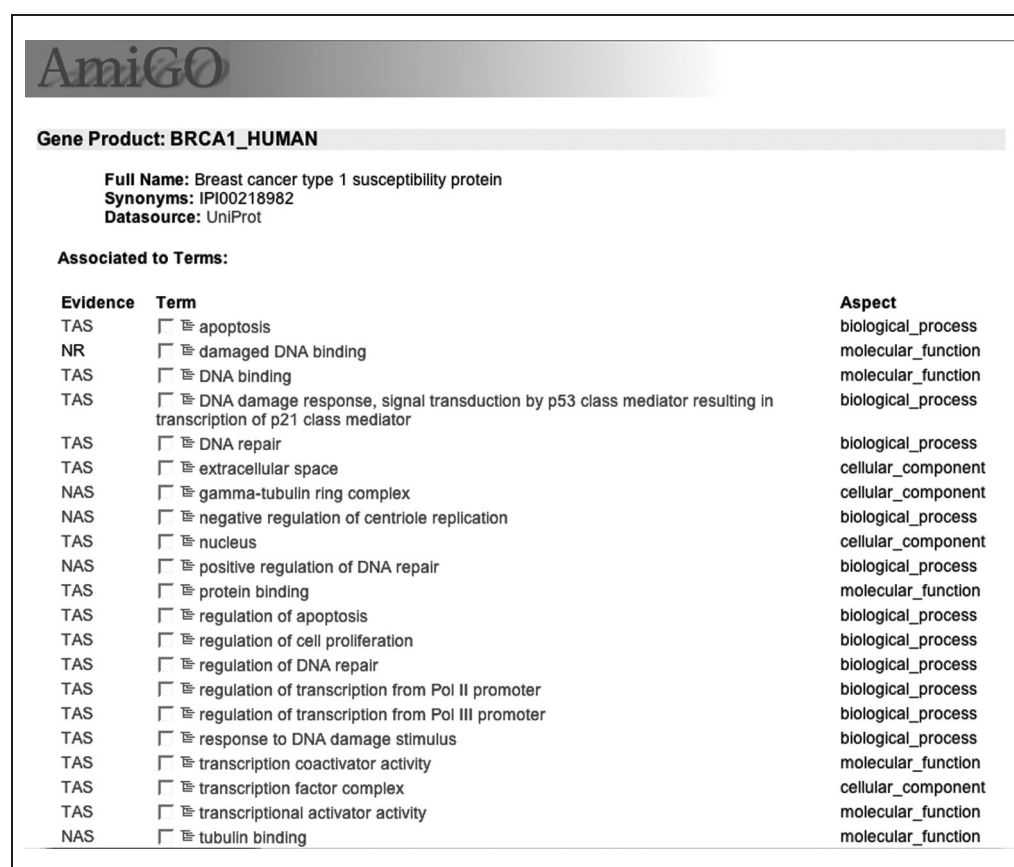 AmiGO
Gene Product: BRCA1_HUMAN
Full Name: Breast cancer type 1 susceptibility protein
Synonyms: IPI00218982
Datasource: UniProt
Associated to Terms:
Evidence Term Aspect
TAS apoptosis biological_process
NR damaged DNA binding molecular_function
TAS DNA binding molecular_function
TAS DNA damage response, signal transduction by p53 class mediator resulting in biological_process
transcription of p21 class mediator
TAS DNA repair biological_process
TAS extracellular space cellular_component
NAS gamma-tubulin ring complex cellular_component
NAS negative regulation of centriole replication biological_process
TAS nucleus cellular_component
NAS positive regulation of DNA repair biological_process
TAS protein binding molecular_function
TAS regulation of apoptosis biological_process
TAS regulation of cell proliferation biological_process
TAS regulation of DNA repair biological_process
TAS regulation of transcription from Pol II promoter biological_process
TAS regulation of transcription from Pol III promoter biological_process
TAS response to DNA damage stimulus biological_process
TAS transcription coactivator activity molecular_function
TAS transcription factor complex cellular_component
TAS transcriptional activator activity molecular_function
NAS tubulin binding molecular_function